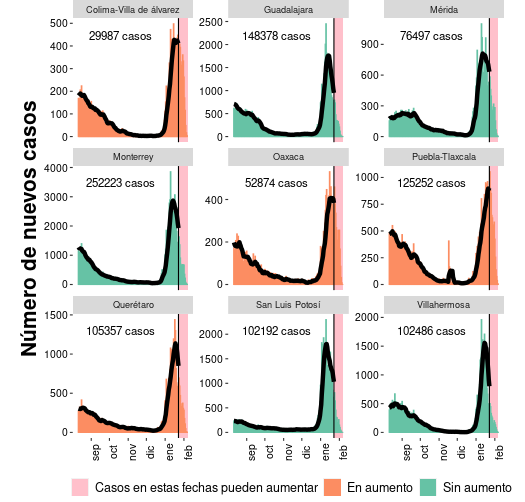 Número de nuevos casos
Colima-Villa de álvarez
29987 casos
500
400
300
200
100
0
Guadalajara
148378 casos
2500
2000
1500
1000
500
0
Mérida
76497 casos
900
600
300
0
Monterrey
252223 casos
4000
3000
2000
1000
0
Oaxaca
52874 casos
400
200
0
Puebla-Tlaxcala
125252 casos
1000
750
500
250
0
Querétaro
105357 casos
1500
1000
500
0
sep oct nov dic ene feb
San Luis Potosí
102192 casos
2000
1500
1000
500
0
sep oct nov dic ene feb
Villahermosa
102486 casos
2000
1500
1000
500
0
sep oct nov dic ene feb
Casos en estas fechas pueden aumentar En aumento Sin aumento